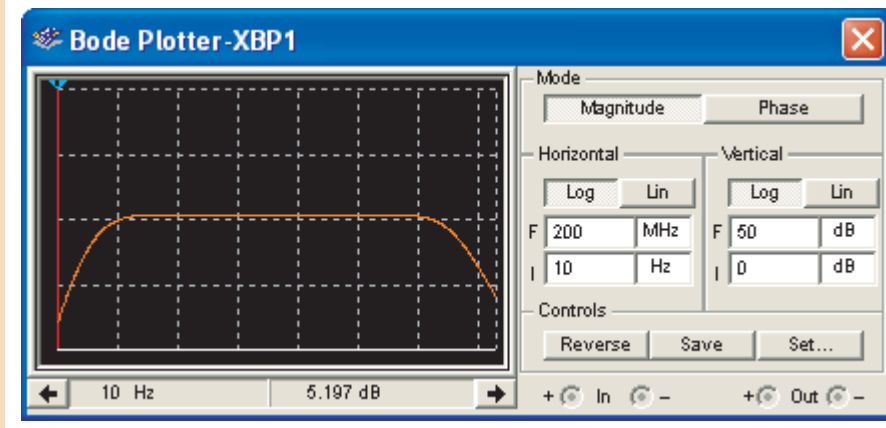 Bode Plotter-XBP1
Mode
Magnitude Phase
Horizontal Vertical
Log Lin Log Lin
F 200 MHz F 50 dB
I 10 Hz I 0 dB
Controls
Reverse Save Set...
10 Hz 5.197 dB + In − + Out −